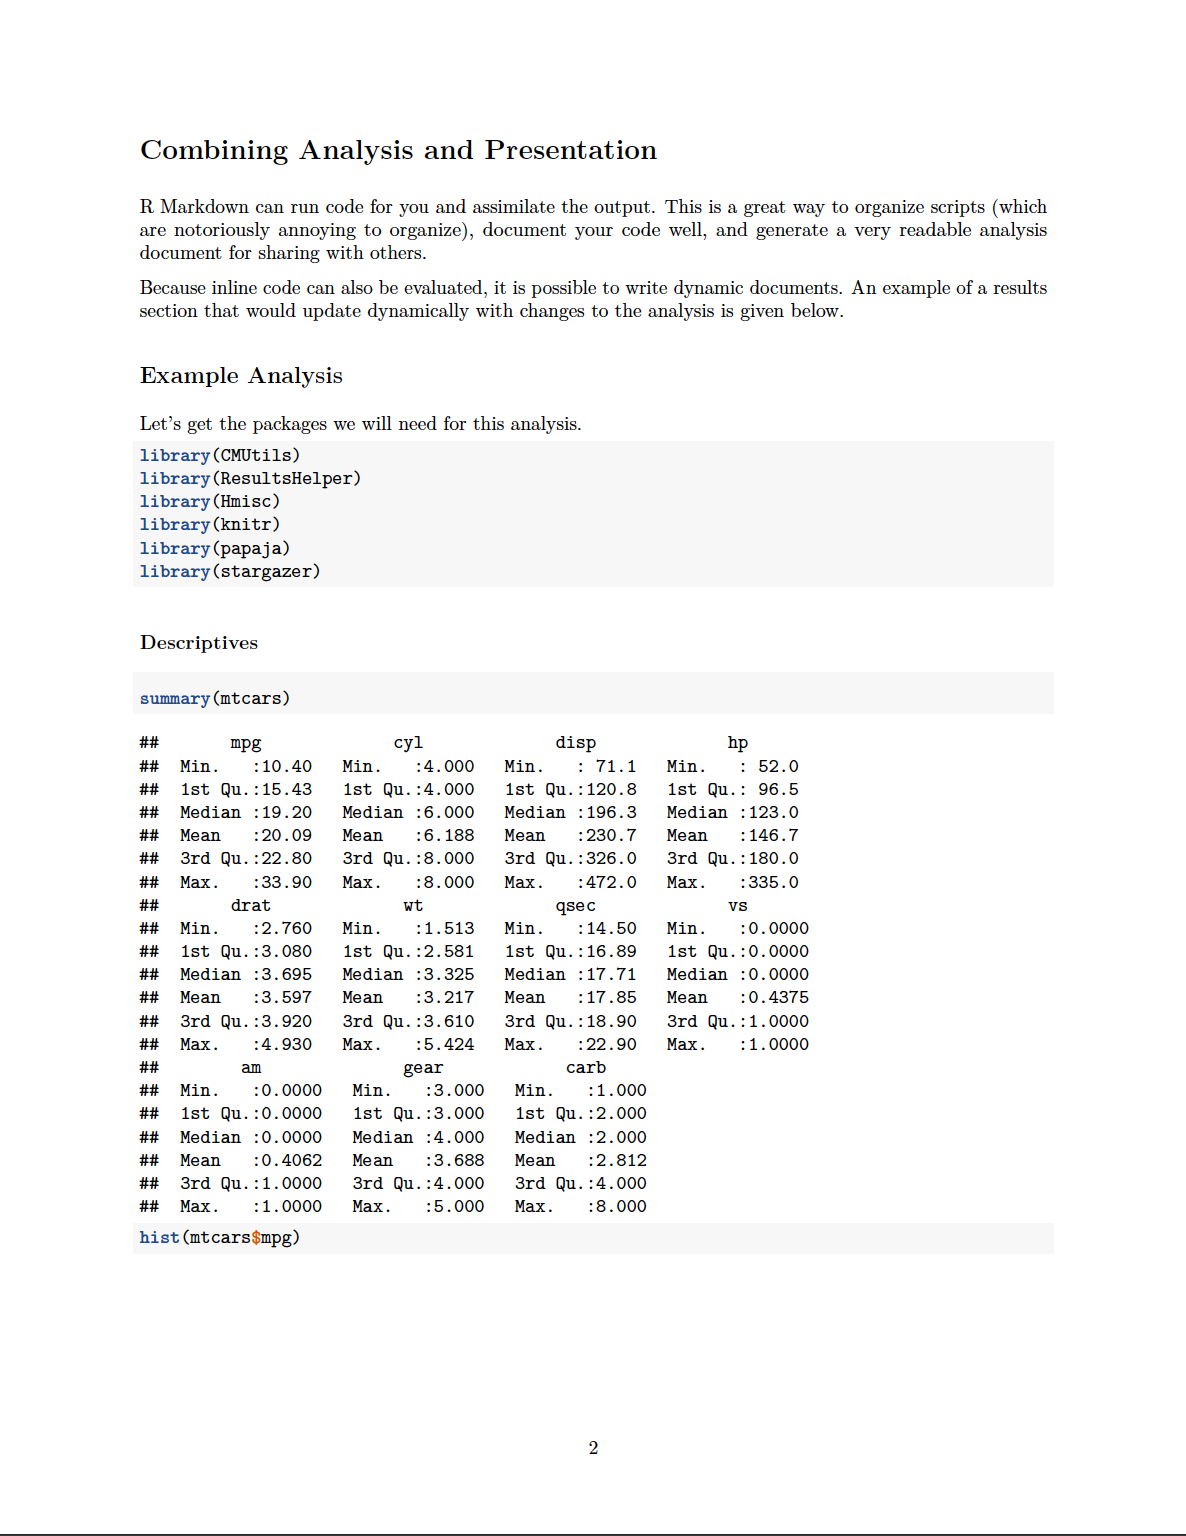 Combining Analysis and Presentation
R Markdown can run code for you and assimilate the output. This is a great way to organize scripts (which
are notoriously annoying to organize), document your code well, and generate a very readable analysis
document for sharing with others.
Because inline code can also be evaluated, it is possible to write dynamic documents. An example of a results
section that would update dynamically with changes to the analysis is given below.
Example Analysis
Let's get the packages we will need for this analysis.
library(CMUtils)
library(ResultsHelper)
library(Hmisc)
library(knitr)
library(papaja)
library(stargazer)
Descriptives
summary(mtcars)
##       mpg             cyl             disp             hp
##  Min.   :10.40   Min.   :4.000   Min.   : 71.1   Min.   : 52.0
##  1st Qu.:15.43   1st Qu.:4.000   1st Qu.:120.8   1st Qu.: 96.5
##  Median :19.20   Median :6.000   Median :196.3   Median :123.0
##  Mean   :20.09   Mean   :6.188   Mean   :230.7   Mean   :146.7
##  3rd Qu.:22.80   3rd Qu.:8.000   3rd Qu.:326.0   3rd Qu.:180.0
##  Max.   :33.90   Max.   :8.000   Max.   :472.0   Max.   :335.0
##       drat             wt             qsec             vs
##  Min.   :2.760   Min.   :1.513   Min.   :14.50   Min.   :0.0000
##  1st Qu.:3.080   1st Qu.:2.581   1st Qu.:16.89   1st Qu.:0.0000
##  Median :3.695   Median :3.325   Median :17.71   Median :0.0000
##  Mean   :3.597   Mean   :3.217   Mean   :17.85   Mean   :0.4375
##  3rd Qu.:3.920   3rd Qu.:3.610   3rd Qu.:18.90   3rd Qu.:1.0000
##  Max.   :4.930   Max.   :5.424   Max.   :22.90   Max.   :1.0000
##        am              gear            carb
##  Min.   :0.0000   Min.   :3.000   Min.   :1.000
##  1st Qu.:0.0000   1st Qu.:3.000   1st Qu.:2.000
##  Median :0.0000   Median :4.000   Median :2.000
##  Mean   :0.4062   Mean   :3.688   Mean   :2.812
##  3rd Qu.:1.0000   3rd Qu.:4.000   3rd Qu.:4.000
##  Max.   :1.0000   Max.   :5.000   Max.   :8.000
hist(mtcars$mpg)
2